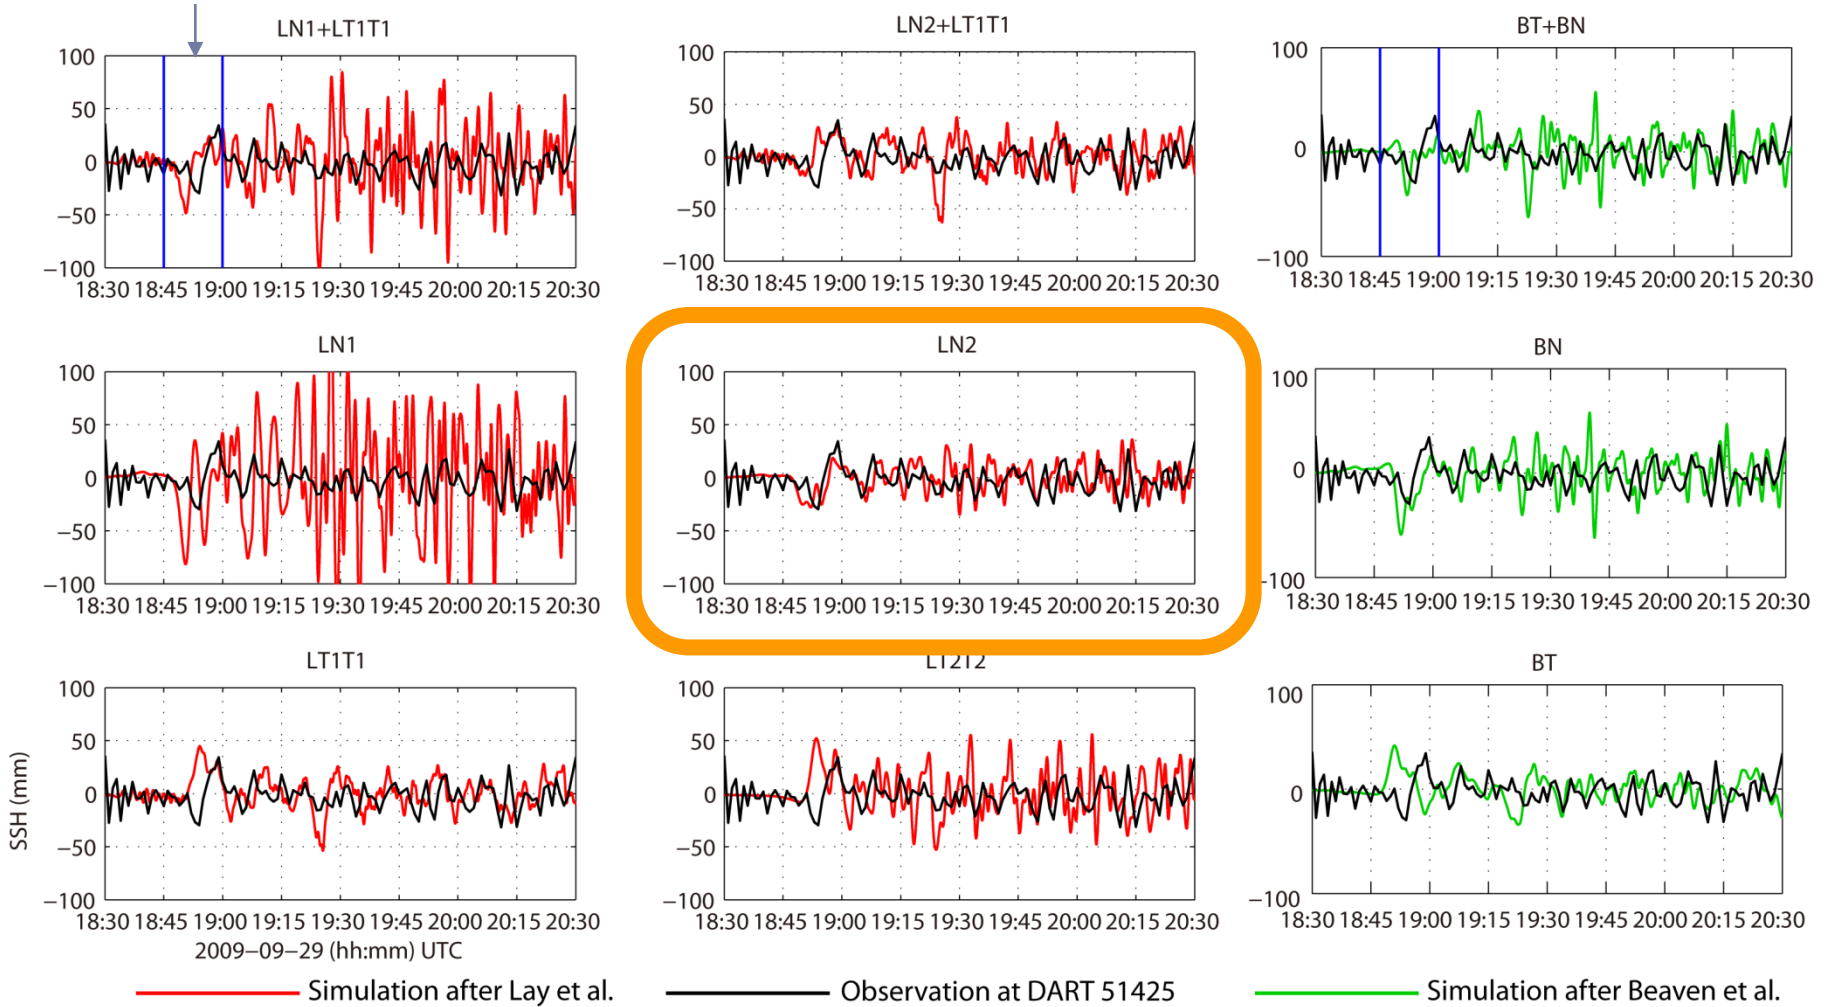 LN1+LT1T1
100
50
0
−50
−100
18:30 18:45 19:00 19:15 19:30 19:45 20:00 20:15 20:30
LN2+LT1T1
100
50
0
−50
−100
18:30 18:45 19:00 19:15 19:30 19:45 20:00 20:15 20:30
BT+BN
100
0
−100
18:30 18:45 19:00 19:15 19:30 19:45 20:00 20:15 20:30
LN1
100
50
0
−50
−100
18:30 18:45 19:00 19:15 19:30 19:45 20:00 20:15 20:30
LN2
100
50
0
−50
−100
18:30 18:45 19:00 19:15 19:30 19:45 20:00 20:15 20:30
BN
100
0
-100
18:30 18:45 19:00 19:15 19:30 19:45 20:00 20:15 20:30
LT1T1
100
50
0
−50
−100
18:30 18:45 19:00 19:15 19:30 19:45 20:00 20:15 20:30
SSH (mm)
2009−09−29 (hh:mm) UTC
LT2T2
100
50
0
−50
−100
18:30 18:45 19:00 19:15 19:30 19:45 20:00 20:15 20:30
BT
100
0
−100
18:30 18:45 19:00 19:15 19:30 19:45 20:00 20:15 20:30
Simulation after Lay et al.
Observation at DART 51425
Simulation after Beaven et al.